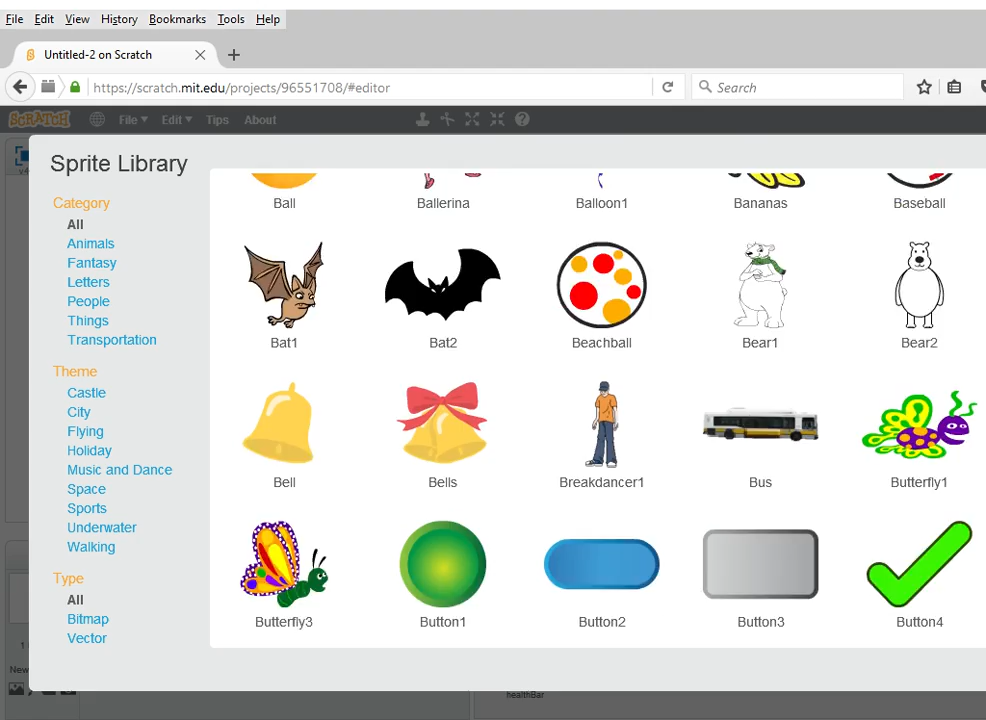 File Edit View History Bookmarks Tools Help
Untitled-2 on Scratch
https://scratch.mit.edu/projects/96551708/#editor
Search
SCRATCH File Edit Tips About
Sprite Library
Category
All
Animals
Fantasy
Letters
People
Things
Transportation
Theme
Castle
City
Flying
Holiday
Music and Dance
Space
Sports
Underwater
Walking
Type
All
Bitmap
Vector
Ball Ballerina Balloon1 Bananas Baseball
Bat1 Bat2 Beachball Bear1 Bear2
Bell Bells Breakdancer1 Bus Butterfly1
Butterfly3 Button1 Button2 Button3 Button4
New
healthBar